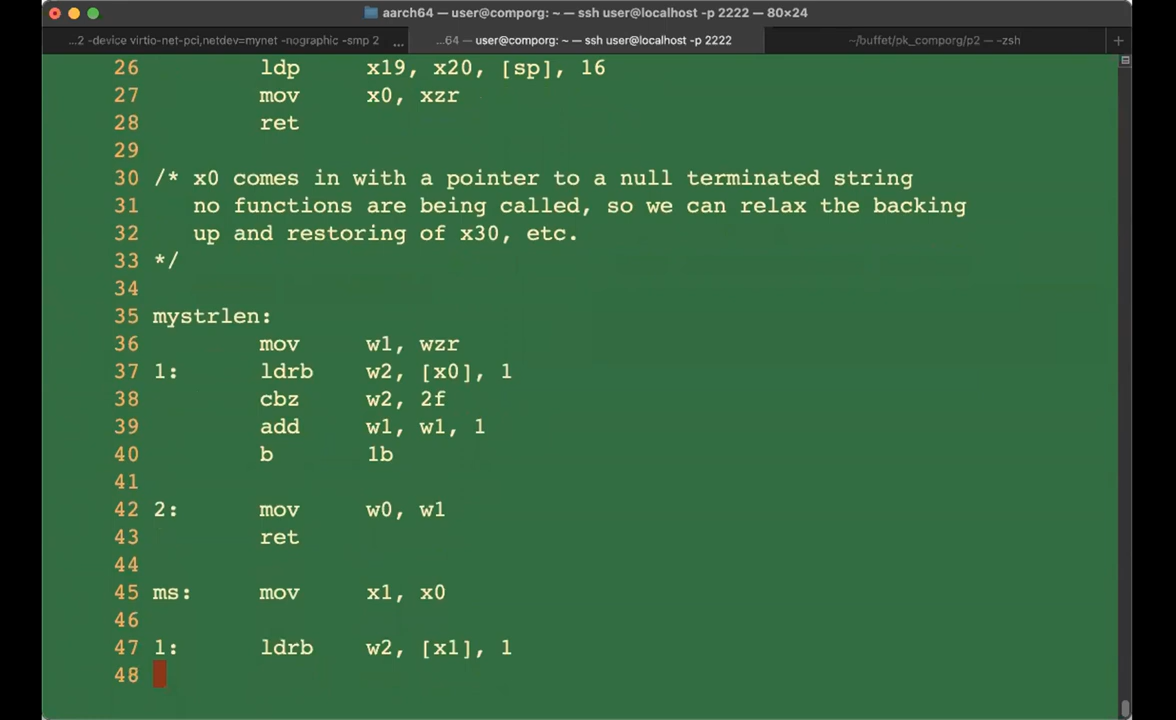 aarch64 — user@comporg: ~ — ssh user@localhost -p 2222 — 80×24
...2 -device virtio-net-pci,netdev=mynet -nographic -smp 2 ... ...64 — user@comporg: ~ — ssh user@localhost -p 2222 ~/buffet/pk_comporg/p2 — -zsh +
26 ldp x19, x20, [sp], 16
27 mov x0, xzr
28 ret
29
30 /* x0 comes in with a pointer to a null terminated string
31 no functions are being called, so we can relax the backing
32 up and restoring of x30, etc.
33 */
34
35 mystrlen:
36 mov w1, wzr
37 1: ldrb w2, [x0], 1
38 cbz w2, 2f
39 add w1, w1, 1
40 b 1b
41
42 2: mov w0, w1
43 ret
44
45 ms: mov x1, x0
46
47 1: ldrb w2, [x1], 1
48